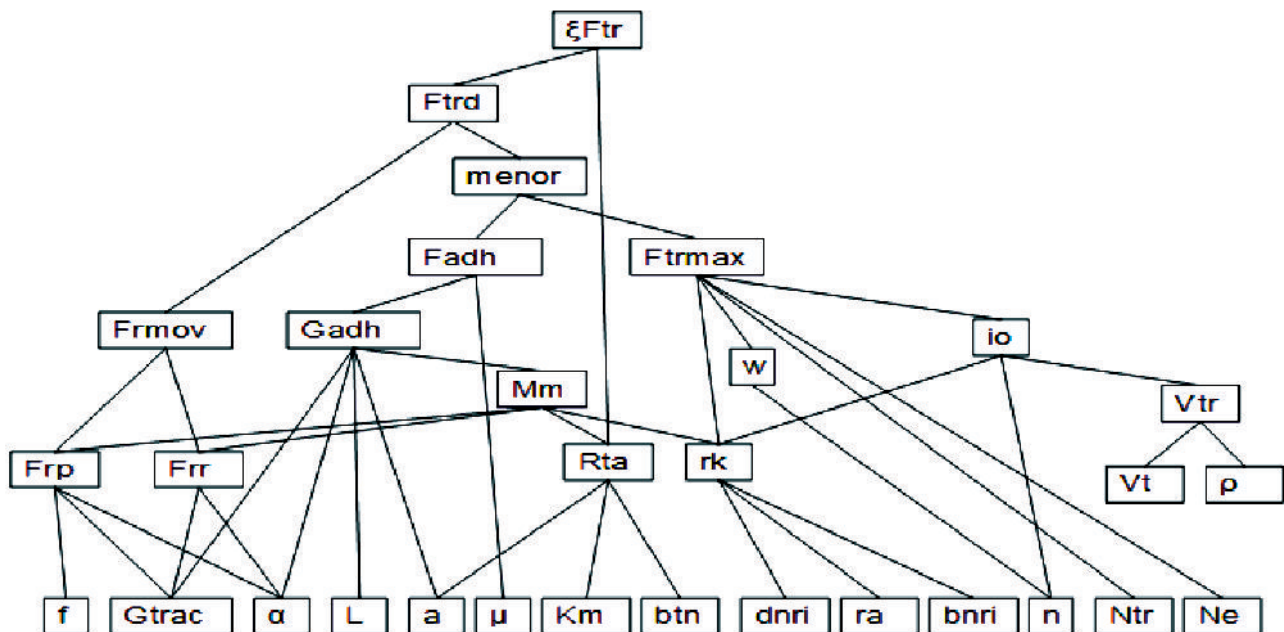 ξFtr
Ftrd
menor
Fadh
Ftrmax
Frmov
Gadh
io
w
Mm
Vtr
Frp
Frr
Rta
rk
Vt
ρ
f
Gtrac
α
L
a
μ
Km
btn
dnri
ra
bnri
n
Ntr
Ne